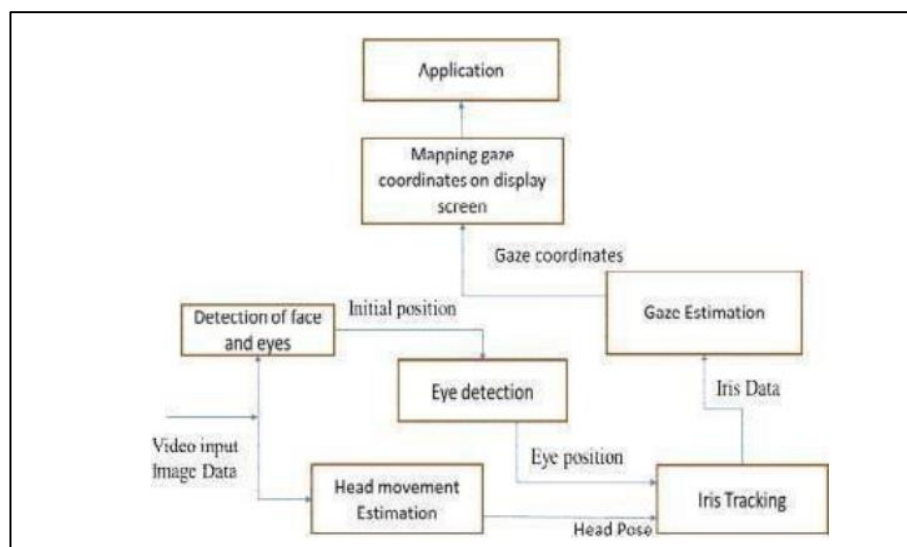 Application
Mapping gaze
coordinates on display
screen
Gaze coordinates
Gaze Estimation
Initial position
Detection of face
and eyes
Eye detection
Iris Data
Video input
Image Data
Eye position
Head movement
Estimation
Iris Tracking
Head Pose